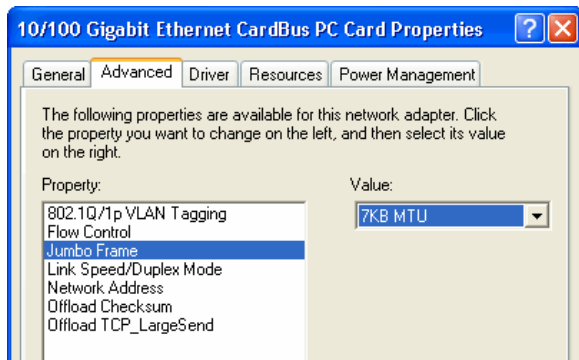 10/100 Gigabit Ethernet CardBus PC Card Properties
General Advanced Driver Resources Power Management
The following properties are available for this network adapter. Click
the property you want to change on the left, and then select its value
on the right.
Property:
Value:
802.1Q/1p VLAN Tagging
7KB MTU
Flow Control
Jumbo Frame
Link Speed/Duplex Mode
Network Address
Offload Checksum
Offload TCP_LargeSend